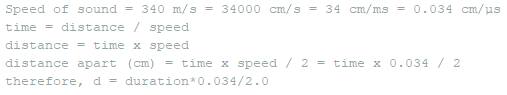 Speed of sound = 340 m/s = 34000 cm/s = 34 cm/ms = 0.034 cm/µs
time = distance / speed
distance = time x speed
distance apart (cm) = time x speed / 2 = time x 0.034 / 2
therefore, d = duration*0.034/2.0